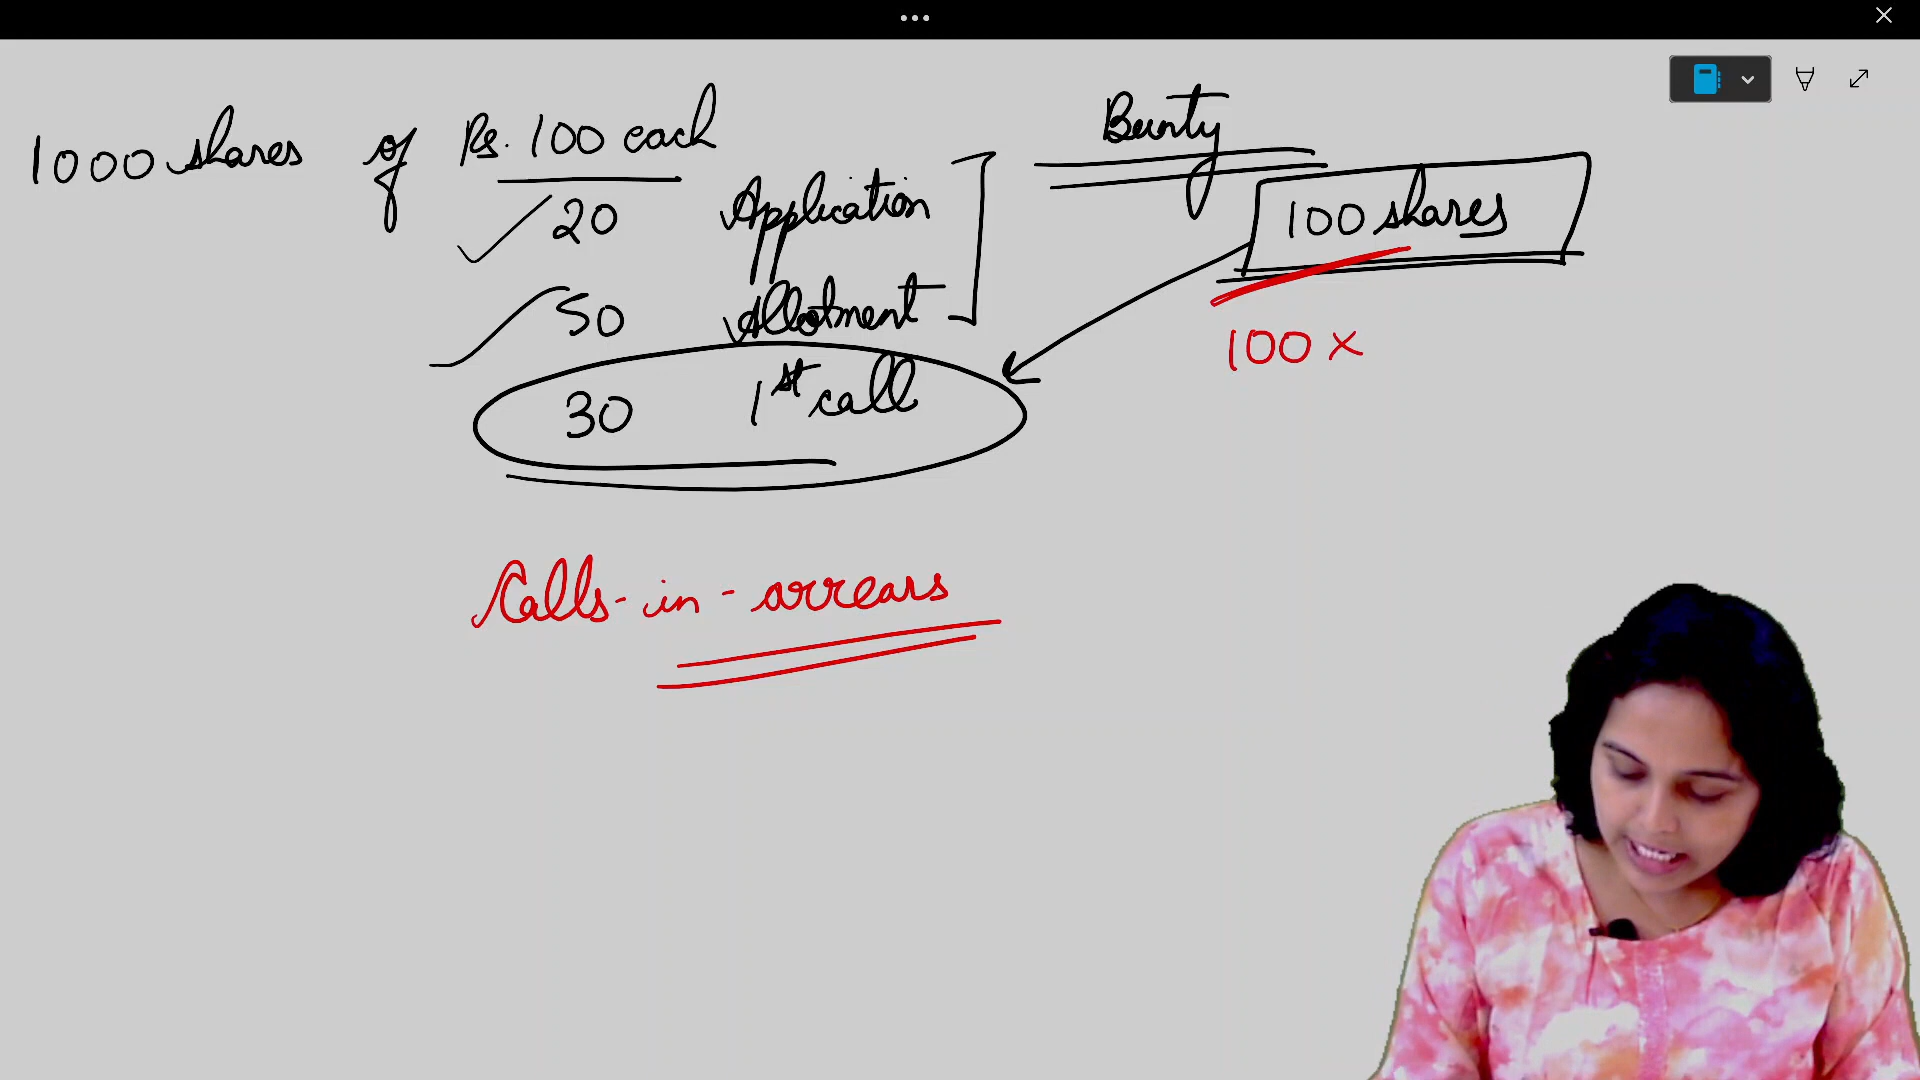 1000 shares of Rs. 100 each
20 Application
50 Allotment
30 1st call
Bunty
100 shares
100 ×
Calls-in-arrears